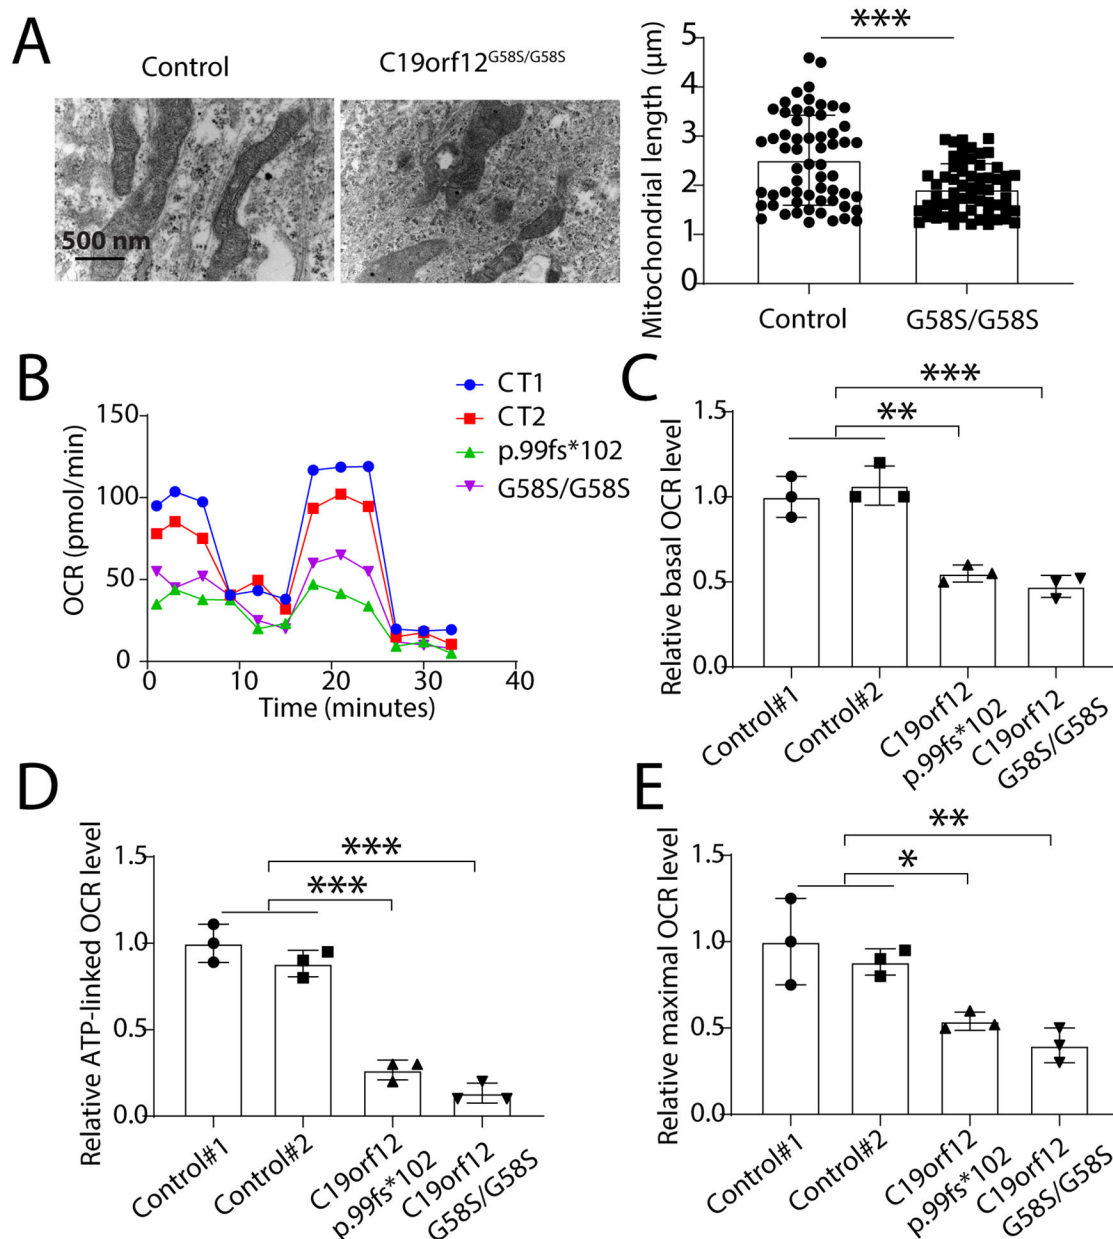 A
Control
C19orf12G58S/G58S
500 nm
***
Mitochondrial length (µm)
5
4
3
2
1
0
Control
G58S/G58S
B
CT1
CT2
p.99fs*102
G58S/G58S
OCR (pmol/min)
150
100
50
0
0
10
20
30
40
Time (minutes)
C
***
**
Relative basal OCR level
1.5
1.0
0.5
0.0
Control#1
Control#2
C19orf12
p.99fs*102
C19orf12
G58S/G58S
D
***
***
Relative ATP-linked OCR level
1.5
1.0
0.5
0.0
Control#1
Control#2
C19orf12
p.99fs*102
C19orf12
G58S/G58S
E
**
*
Relative maximal OCR level
1.5
1.0
0.5
0.0
Control#1
Control#2
C19orf12
p.99fs*102
C19orf12
G58S/G58S